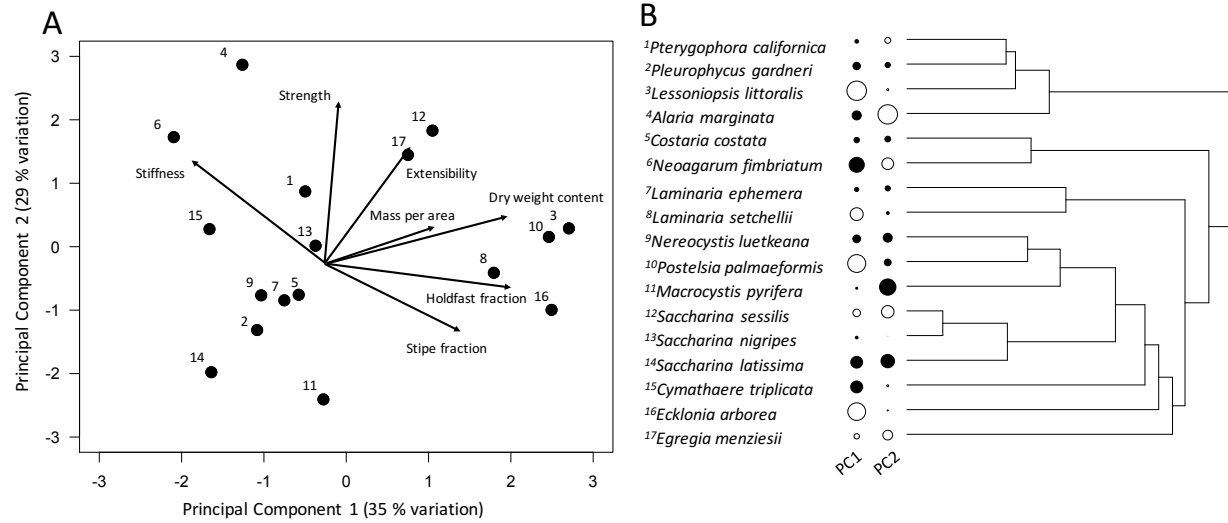 A
Principal Component 2 (29 % variation)
3
2
1
0
-1
-2
-3
-3
-2
-1
0
1
2
3
Principal Component 1 (35 % variation)
4
6
Strength
12
17
Stiffness
Extensibility
1
Dry weight content
15
Mass per area
3
10
13
8
9
7
5
Holdfast fraction
16
2
Stipe fraction
14
11
B
1Pterygophora californica
2Pleurophycus gardneri
3Lessoniopsis littoralis
4Alaria marginata
5Costaria costata
6Neoagarum fimbriatum
7Laminaria ephemera
8Laminaria setchellii
9Nereocystis luetkeana
10Postelsia palmaeformis
11Macrocystis pyrifera
12Saccharina sessilis
13Saccharina nigripes
14Saccharina latissima
15Cymathaere triplicata
16Ecklonia arborea
17Egregia menziesii
PC1
PC2